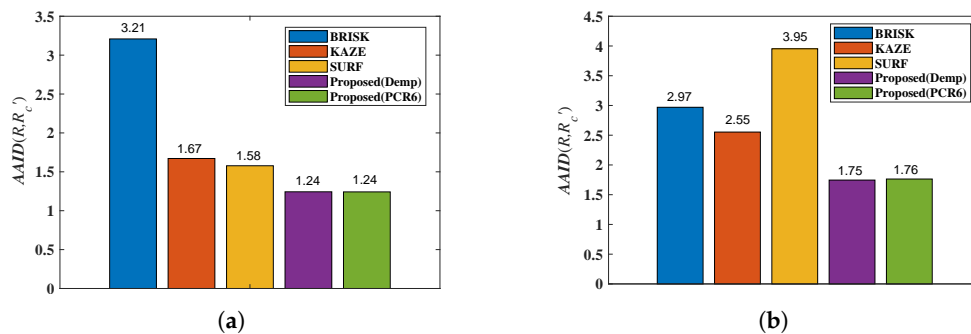 3.5
3
2.5
2
1.5
1
0.5
0
AAID(R,R_c')
3.21
1.67
1.58
1.24
1.24
BRISK
KAZE
SURF
Proposed(Demp)
Proposed(PCR6)
(a)
4.5
4
3.5
3
2.5
2
1.5
1
0.5
0
AAID(R,R_c')
2.97
2.55
3.95
1.75
1.76
BRISK
KAZE
SURF
Proposed(Demp)
Proposed(PCR6)
(b)